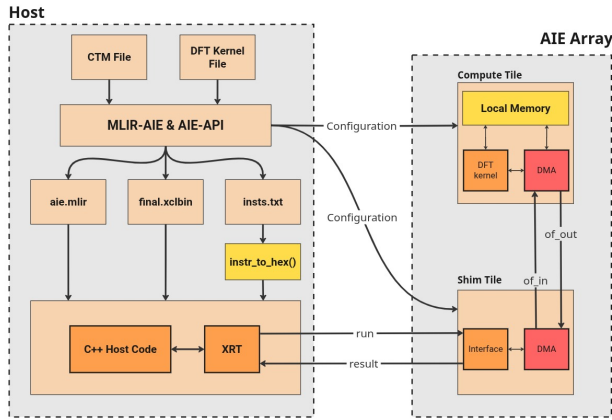 Host
CTM File
DFT Kernel
File
MLIR-AIE & AIE-API
aie.mlir
final.xclbin
insts.txt
instr_to_hex()
C++ Host Code
XRT
Configuration
Configuration
run
result
AIE Array
Compute Tile
Local Memory
DFT
kernel
DMA
of_out
of_in
Shim Tile
Interface
DMA